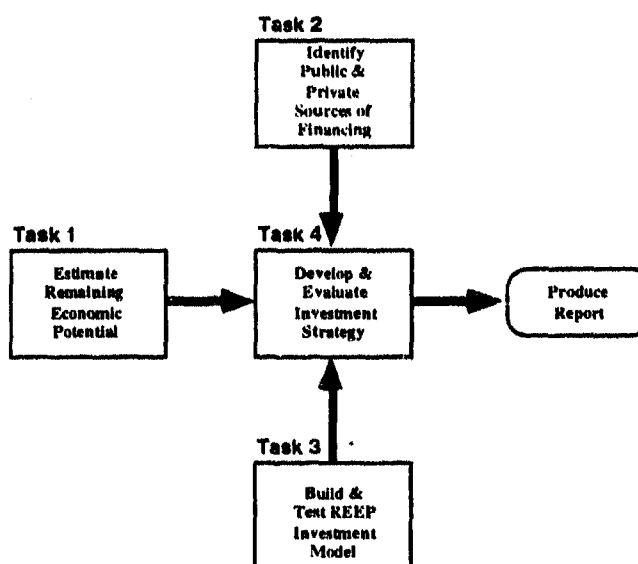 Task 2
Identify
Public &
Private
Sources of
Financing
Task 1
Estimate
Remaining
Economic
Potential
Task 4
Develop &
Evaluate
Investment
Strategy
Produce
Report
Task 3
Build &
Test REEP
Investment
Model